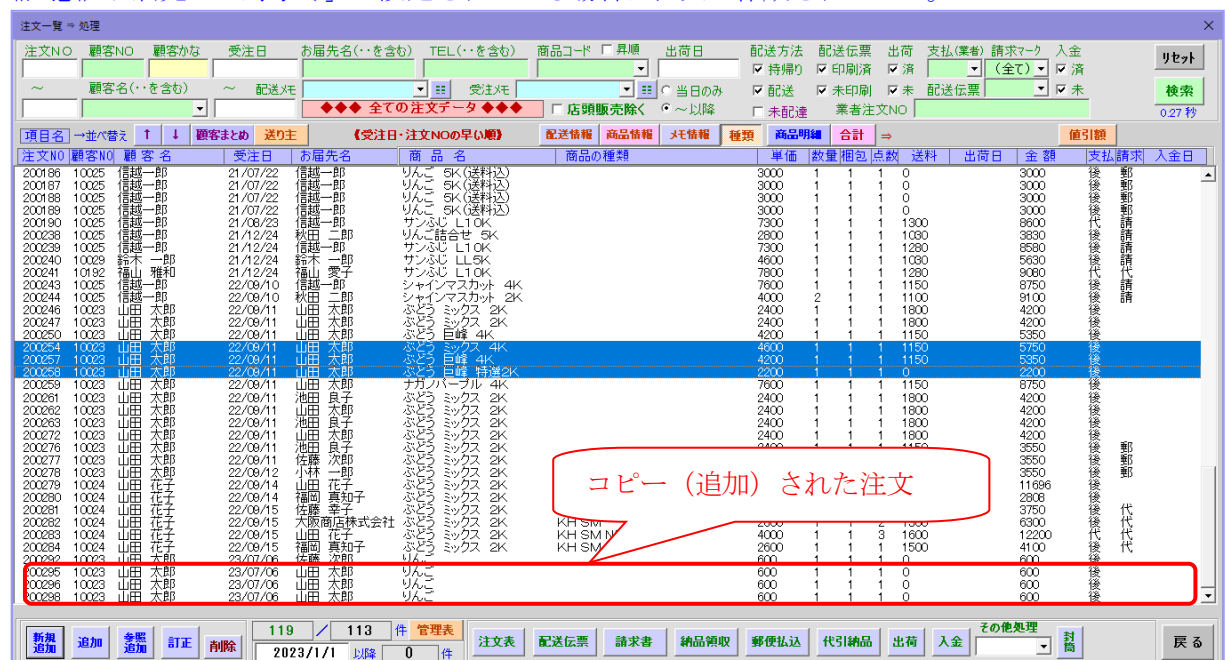 注文一覧 ⇒ 処理 ×
注文NO 顧客NO 顧客かな 受注日 お届先名(・・を含む) TEL(・・を含む) 商品コード 昇順 出荷日 配送方法 配送伝票 出荷 支払(業者) 請求マーク 入金 リセット
持帰り 印刷済 済 (全て) 済
～ 顧客名(・・を含む) ～ 配送メモ 受注メモ 当日のみ 配送 未印刷 未 配送伝票 未 検索
◆◆◆ 全ての注文データ ◆◆◆ 店頭販売除く ～以降 未配達 業者注文NO 0.27 秒
項目名 →並べ替え ↑ ↓ 顧客まとめ 送り主 《受注日・注文NOの早い順》 配送情報 商品情報 メモ情報 種類 商品明細 合計 ⇒ 値引額
注文NO 顧客NO 顧 客 名 受注日 お届先名 商 品 名 商品の種類 単価 数量 梱包 点数 送料 出荷日 金 額 支払 請求 入金日
200186 10025 信越一郎 21/07/22 信越一郎 りんご 5K(送料込) 3000 1 1 1 0 3000 後 郵
200187 10025 信越一郎 21/07/22 信越一郎 りんご 5K(送料込) 3000 1 1 1 0 3000 後 郵
200188 10025 信越一郎 21/07/22 信越一郎 りんご 5K(送料込) 3000 1 1 1 0 3000 後 郵
200189 10025 信越一郎 21/07/22 信越一郎 りんご 5K(送料込) 3000 1 1 1 0 3000 後 郵
200190 10025 信越一郎 21/08/23 信越一郎 サンふじ L10K 7300 1 1 1 1300 8600 代 請
200238 10025 信越一郎 21/12/24 秋田 二郎 りんご詰合せ 5K 2800 1 1 1 1030 3830 後 請
200239 10025 信越一郎 21/12/24 信越一郎 サンふじ L10K 7300 1 1 1 1280 8580 後 請
200240 10029 鈴木 一郎 21/12/24 鈴木 一郎 サンふじ LL5K 4600 1 1 1 1030 5630 後 請
200241 10192 福山 雅和 21/12/24 福山 愛子 サンふじ L10K 7800 1 1 1 1280 9080 代 代
200243 10025 信越一郎 22/09/10 信越一郎 シャインマスカット 4K 7600 1 1 1 1150 8750 後 請
200244 10025 信越一郎 22/09/10 秋田 二郎 シャインマスカット 2K 4000 2 1 1 1100 9100 後 請
200246 10023 山田 太郎 22/09/11 山田 太郎 ぶどう ミックス 2K 2400 1 1 1 1800 4200 後
200247 10023 山田 太郎 22/09/11 山田 太郎 ぶどう ミックス 2K 2400 1 1 1 1800 4200 後
200250 10023 山田 太郎 22/09/11 山田 太郎 ぶどう 巨峰 4K 4200 1 1 1 1150 5350 後
200254 10023 山田 太郎 22/09/11 山田 太郎 ぶどう ミックス 4K 4600 1 1 1 1150 5750 後
200257 10023 山田 太郎 22/09/11 山田 太郎 ぶどう 巨峰 4K 4200 1 1 1 1150 5350 後
200258 10023 山田 太郎 22/09/11 山田 太郎 ぶどう 巨峰 特選2K 2200 1 1 1 0 2200 後
200259 10023 山田 太郎 22/09/11 山田 太郎 ナガノパープル 4K 7600 1 1 1 1150 8750 後
200261 10023 山田 太郎 22/09/11 池田 良子 ぶどう ミックス 2K 2400 1 1 1 1800 4200 後
200262 10023 山田 太郎 22/09/11 山田 太郎 ぶどう ミックス 2K 2400 1 1 1 1800 4200 後
200263 10023 山田 太郎 22/09/11 池田 良子 ぶどう ミックス 2K 2400 1 1 1 1800 4200 後
200272 10023 山田 太郎 22/09/11 山田 太郎 ぶどう ミックス 2K 2400 1 1 1 1800 4200 後
200276 10023 山田 太郎 22/09/11 池田 良子 ぶどう ミックス 2K 3550 後 郵
200277 10023 山田 太郎 22/09/11 佐藤 次郎 ぶどう ミックス 2K 3550 後 郵
200278 10023 山田 太郎 22/09/12 小林 一郎 ぶどう ミックス 2K 3550 後 郵
200279 10024 山田 花子 22/09/14 山田 花子 ぶどう ミックス 2K 11696 後
200280 10024 山田 花子 22/09/14 福岡 真知子 ぶどう ミックス 2K 2808 後
200281 10024 山田 花子 22/09/15 佐藤 幸子 ぶどう ミックス 2K 3750 後 代
200282 10024 山田 花子 22/09/15 大阪商店株式会社 ぶどう ミックス 2K KH SM 6300 後 代
200283 10024 山田 花子 22/09/15 山田 花子 ぶどう ミックス 2K KH SM N 4000 1 1 3 1600 12200 代 代
200284 10024 山田 花子 22/09/15 福岡 真知子 ぶどう ミックス 2K KH SM 2600 1 1 1 1500 4100 後 代
200292 10023 山田 太郎 23/07/06 佐藤 次郎 りんご 600 1 1 1 0 600 後
200295 10023 山田 太郎 23/07/06 山田 太郎 りんご 600 1 1 1 0 600 後
200296 10023 山田 太郎 23/07/06 山田 太郎 りんご 600 1 1 1 0 600 後
200298 10023 山田 太郎 23/07/06 山田 太郎 りんご 600 1 1 1 0 600 後
コピー（追加）された注文
新規追加 追加 参照追加 訂正 削除 119 / 113 件 管理表 注文表 配送伝票 請求書 納品領収 郵便払込 代引納品 出荷 入金 その他処理 封筒 戻る
2023/1/1 以降 0 件